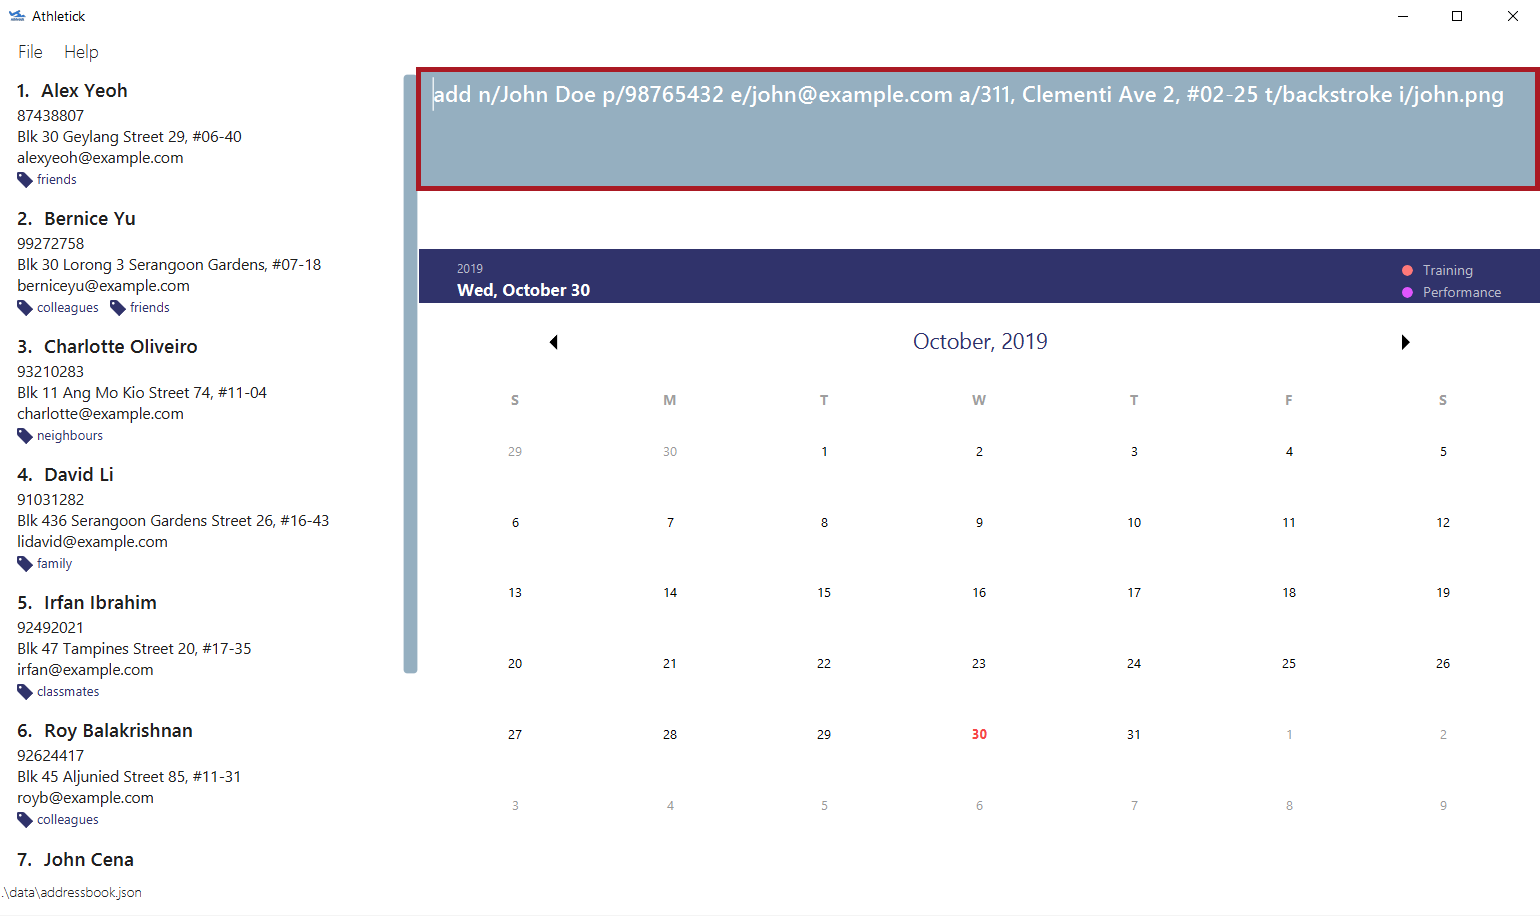 Athletick
File Help
1. Alex Yeoh
87438807
Blk 30 Geylang Street 29, #06-40
alexyeoh@example.com
friends
2. Bernice Yu
99272758
Blk 30 Lorong 3 Serangoon Gardens, #07-18
berniceyu@example.com
colleagues friends
3. Charlotte Oliveiro
93210283
Blk 11 Ang Mo Kio Street 74, #11-04
charlotte@example.com
neighbours
4. David Li
91031282
Blk 436 Serangoon Gardens Street 26, #16-43
lidavid@example.com
family
5. Irfan Ibrahim
92492021
Blk 47 Tampines Street 20, #17-35
irfan@example.com
classmates
6. Roy Balakrishnan
92624417
Blk 45 Aljunied Street 85, #11-31
royb@example.com
colleagues
7. John Cena
.\data\addressbook.json
add n/John Doe p/98765432 e/john@example.com a/311, Clementi Ave 2, #02-25 t/backstroke i/john.png
2019
Wed, October 30
Training
Performance
October, 2019
S M T W T F S
29 30 1 2 3 4 5
6 7 8 9 10 11 12
13 14 15 16 17 18 19
20 21 22 23 24 25 26
27 28 29 30 31 1 2
3 4 5 6 7 8 9